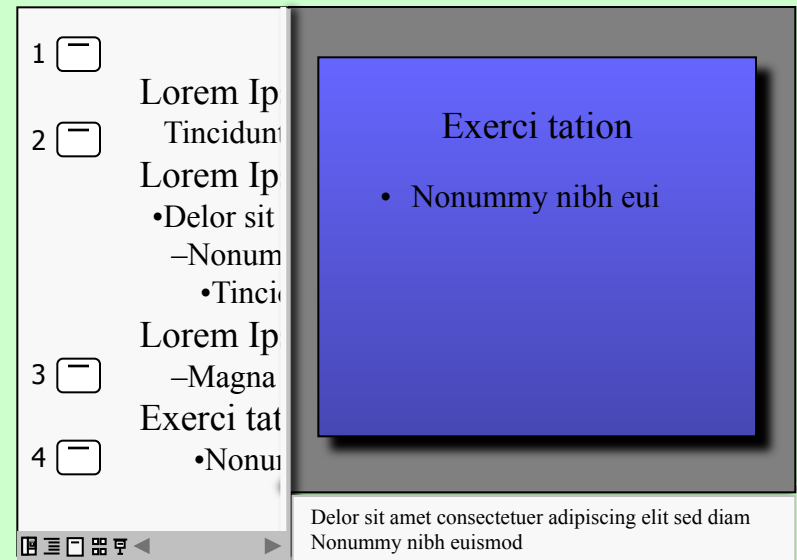 1
Lorem Ip
Tincidunt
2
Lorem Ip
•Delor sit
–Nonum
•Tinci
Lorem Ip
3
–Magna
Exerci tat
4
•Nonu
Exerci tation
• Nonummy nibh eui
Delor sit amet consectetuer adipiscing elit sed diam
Nonummy nibh euismod